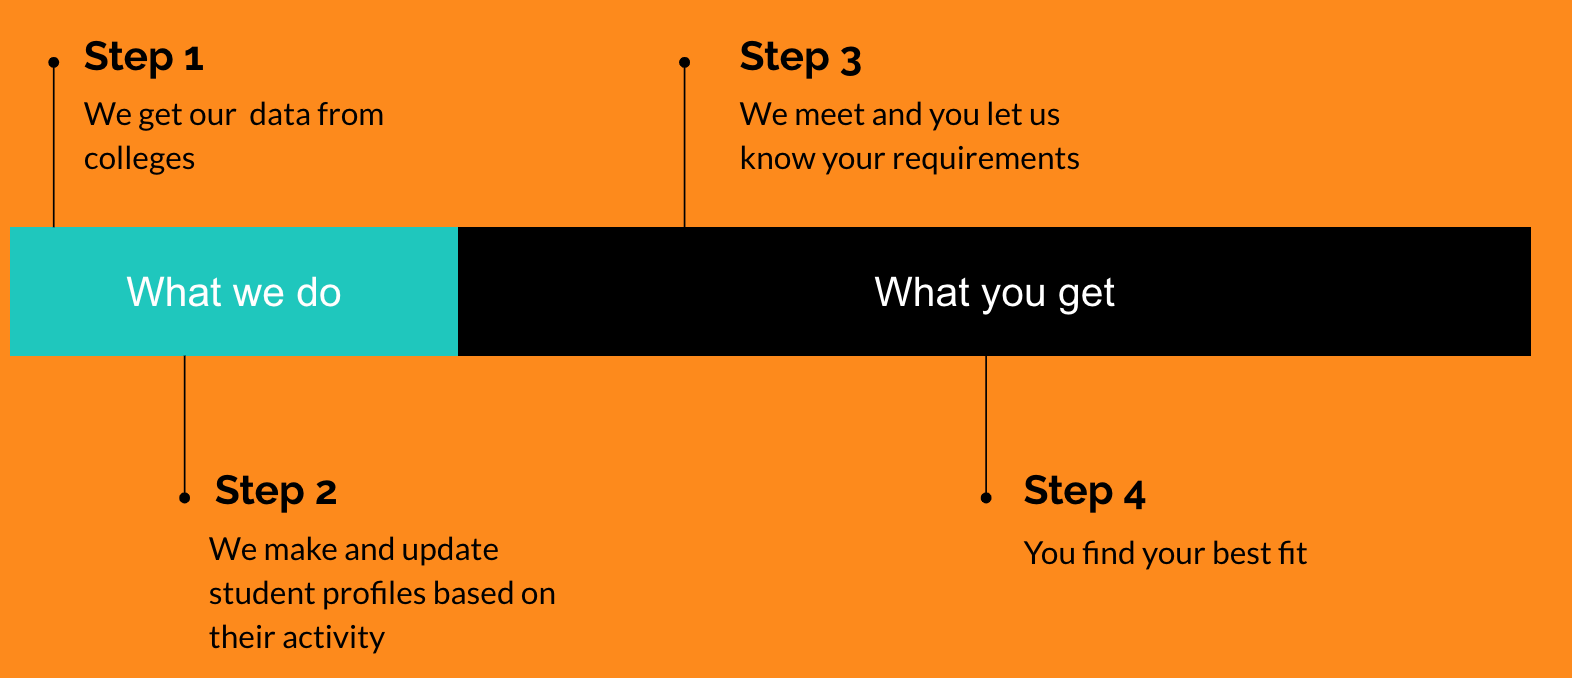 Step 1
We get our  data from
colleges
Step 3
We meet and you let us
know your requirements
What we do
What you get
Step 2
We make and update
student profiles based on
their activity
Step 4
You find your best fit